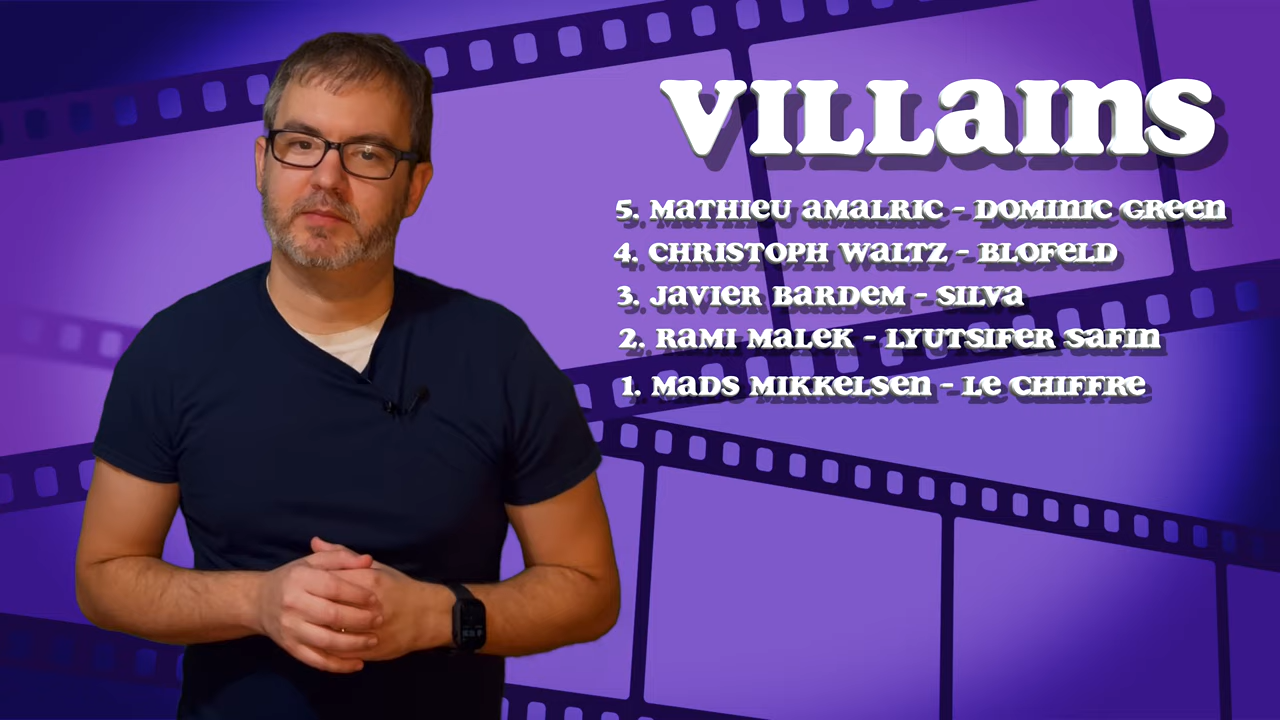 VILLAINS
5. MATHIEU AMALRIC - DOMINIC GREEN
4. CHRISTOPH WALTZ - BLOFELD
3. JAVIER BARDEM - SILVA
2. RAMI MALEK - LYUTSIFER SAFIN
1. MADS MIKKELSEN - LE CHIFFRE